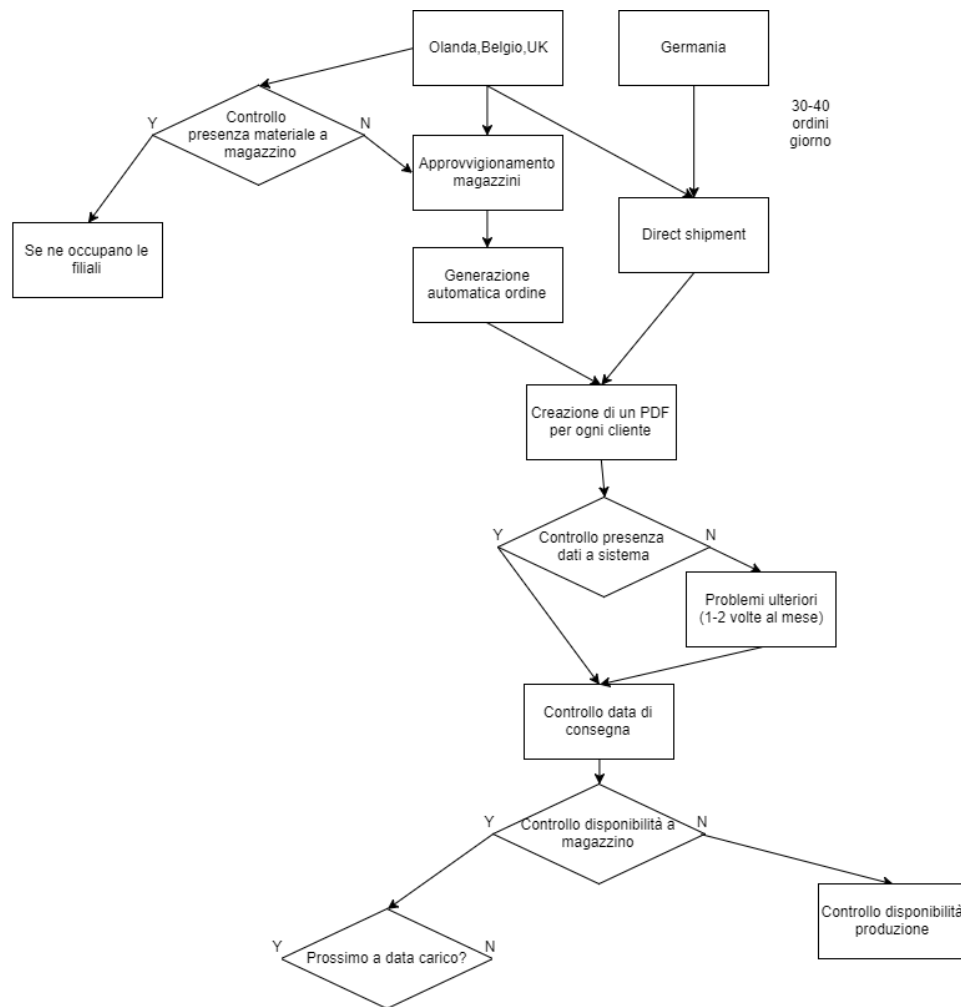 Olanda,Belgio,UK
Germania
30-40
ordini
giorno
Y
Controllo
presenza materiale a
magazzino
N
Approvvigionamento
magazzini
Se ne occupano le
filiali
Direct shipment
Generazione
automatica ordine
Creazione di un PDF
per ogni cliente
Y
Controllo presenza
dati a sistema
N
Problemi ulteriori
(1-2 volte al mese)
Controllo data di
consegna
Y
Controllo disponibilità a
magazzino
N
Controllo disponibilità
produzione
Y
Prossimo a data carico?
N